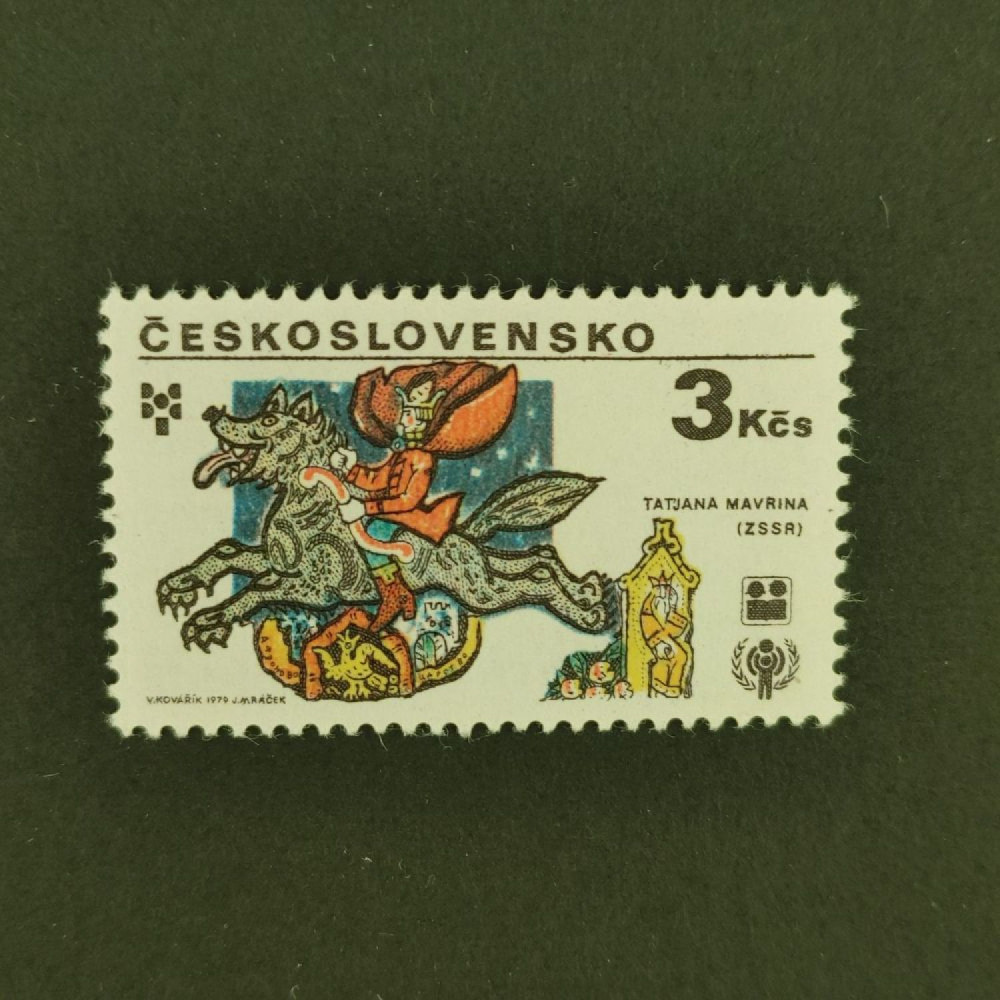 ČESKOSLOVENSKO
3 Kčs
TATJANA MAVRINA
(ZSSR)
V. KOVÁŘÍK 1979 J. MRÁČEK